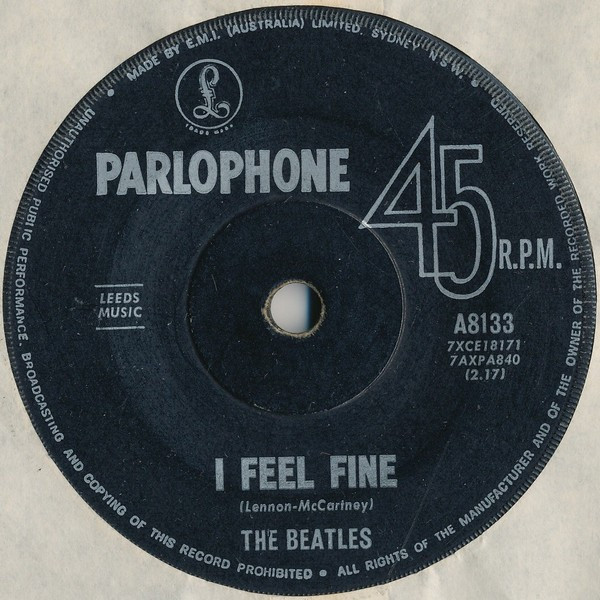 MADE BY E.M.I. (AUSTRALIA) LIMITED. SYDNEY N.S.W.
£
TRADE MARK
PARLOPHONE
45
R.P.M.
LEEDS
MUSIC
A8133
7XCE18171
7AXPA840
(2.17)
I FEEL FINE
(Lennon-McCartney)
THE BEATLES
UNAUTHORISED PUBLIC PERFORMANCE. BROADCASTING AND COPYING OF THIS RECORD PROHIBITED • ALL RIGHTS OF THE MANUFACTURER AND OF THE OWNER OF THE RECORDED WORK RESERVED